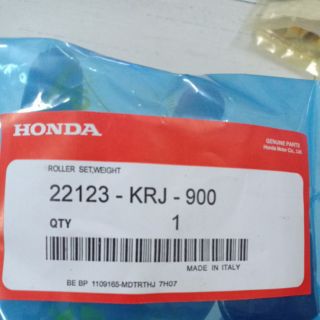 HONDA
GENUINE PARTS
Honda Motor Co., Ltd.
ROLLER SET,WEIGHT
22123 - KRJ - 900
QTY 1
MADE IN ITALY
BE BP 1109165-MDTRTHJ 7H07